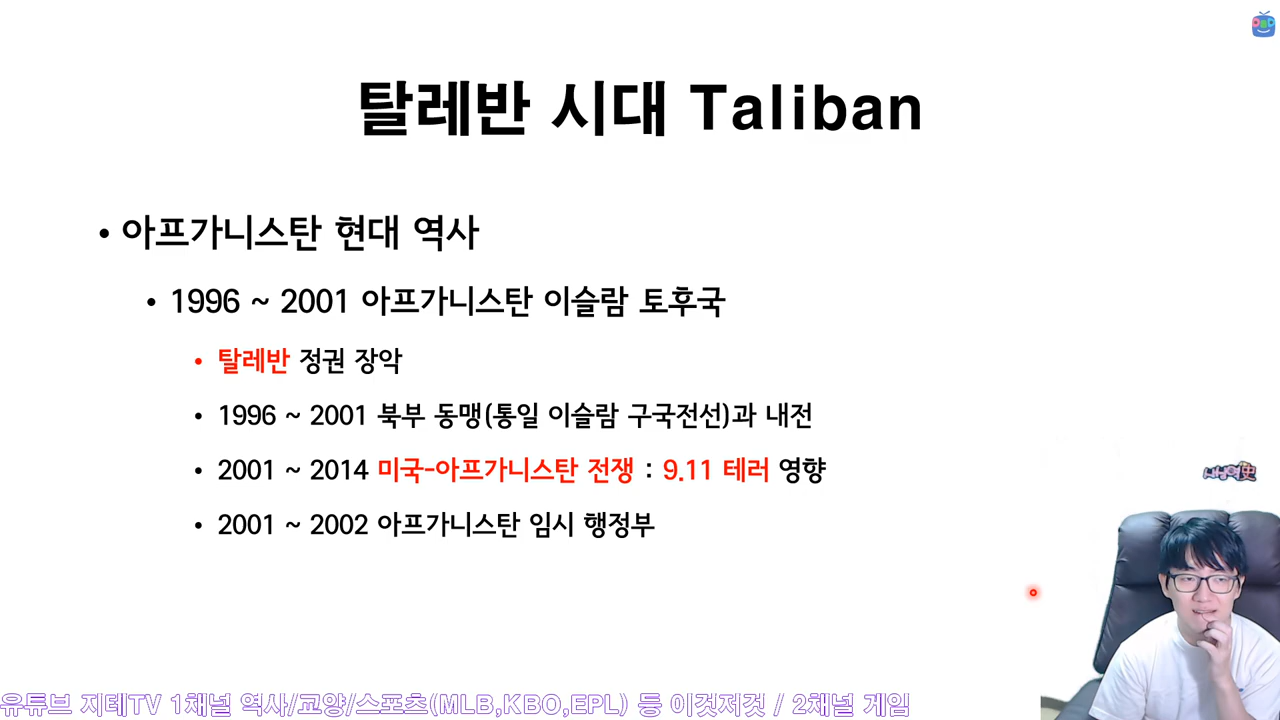 탈레반 시대 Taliban
• 아프가니스탄 현대 역사
• 1996 ~ 2001 아프가니스탄 이슬람 토후국
• 탈레반 정권 장악
• 1996 ~ 2001 북부 동맹(통일 이슬람 구국전선)과 내전
• 2001 ~ 2014 미국-아프가니스탄 전쟁 : 9.11 테러 영향
• 2001 ~ 2002 아프가니스탄 임시 행정부
유튜브 지테TV 1채널 역사/교양/스포츠(MLB,KBO,EPL) 등 이것저것 / 2채널 게임